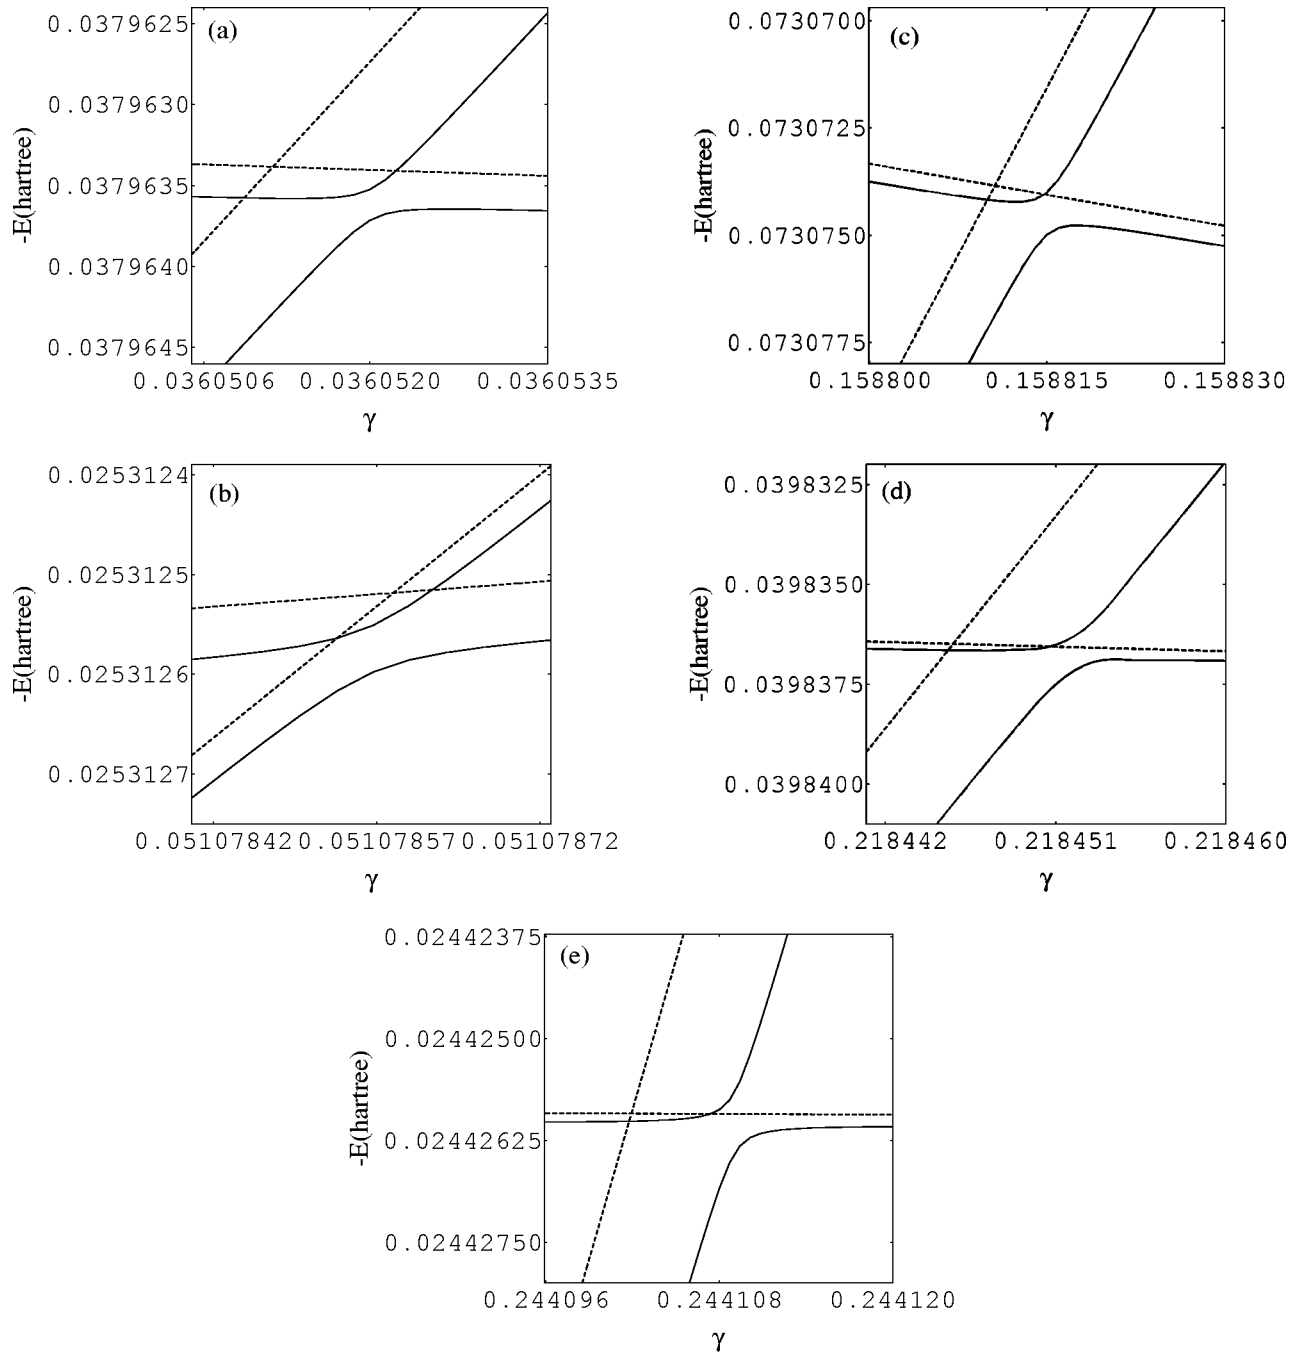 (a)
-E(hartree)
0.0379625
0.0379630
0.0379635
0.0379640
0.0379645
0.0360506 0.0360520 0.0360535
γ
(c)
-E(hartree)
0.0730700
0.0730725
0.0730750
0.0730775
0.158800 0.158815 0.158830
γ
(b)
-E(hartree)
0.0253124
0.0253125
0.0253126
0.0253127
0.05107842 0.05107857 0.05107872
γ
(d)
-E(hartree)
0.0398325
0.0398350
0.0398375
0.0398400
0.218442 0.218451 0.218460
γ
(e)
-E(hartree)
0.02442375
0.02442500
0.02442625
0.02442750
0.244096 0.244108 0.244120
γ